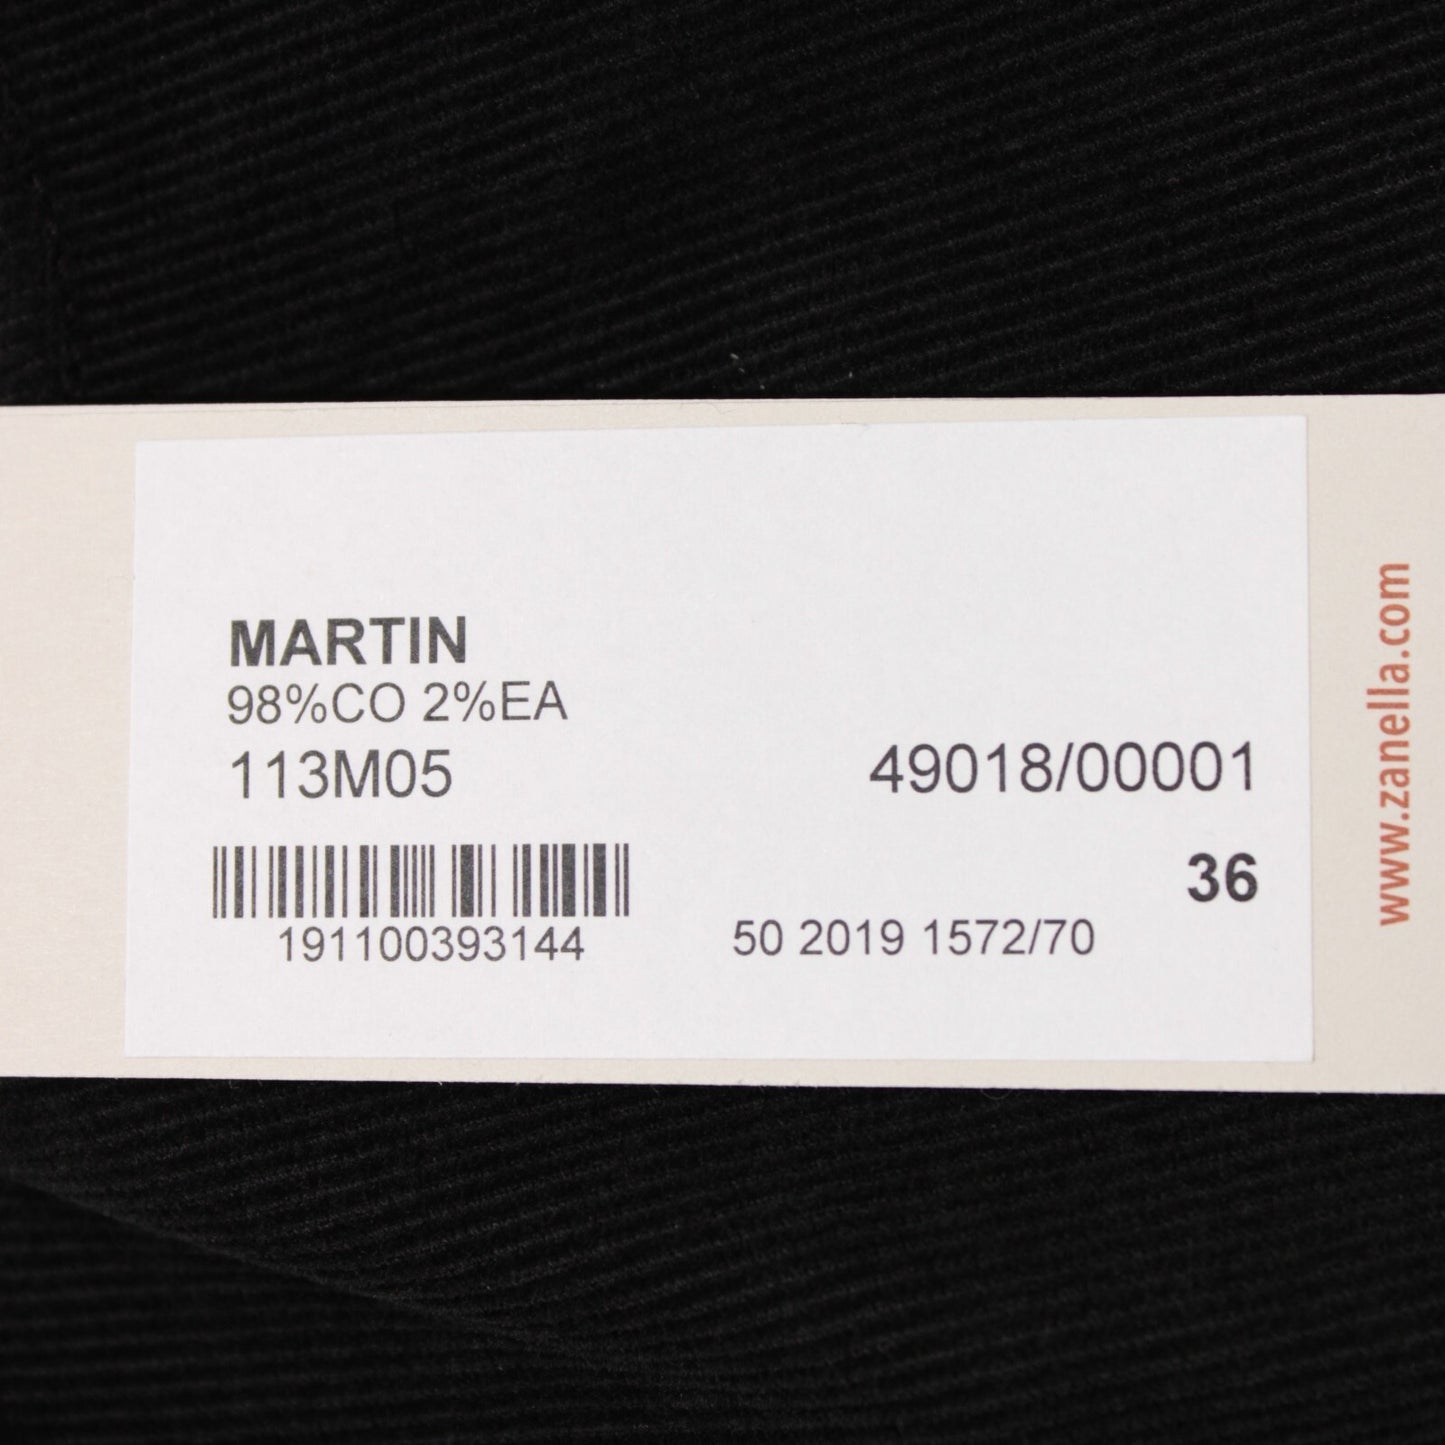 MARTIN
98%CO 2%EA
113M05
49018/00001
36
191100393144
50 2019 1572/70
www.zanella.com